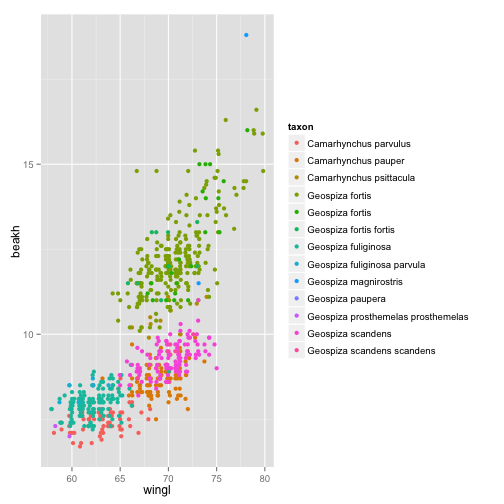 taxon
Camarhynchus parvulus
Camarhynchus pauper
Camarhynchus psittacula
Geospiza fortis
Geospiza fortis
Geospiza fortis fortis
Geospiza fuliginosa
Geospiza fuliginosa parvula
Geospiza magnirostris
Geospiza paupera
Geospiza prosthemelas prosthemelas
Geospiza scandens
Geospiza scandens scandens
beakh
15
10
60 65 70 75 80
wingl